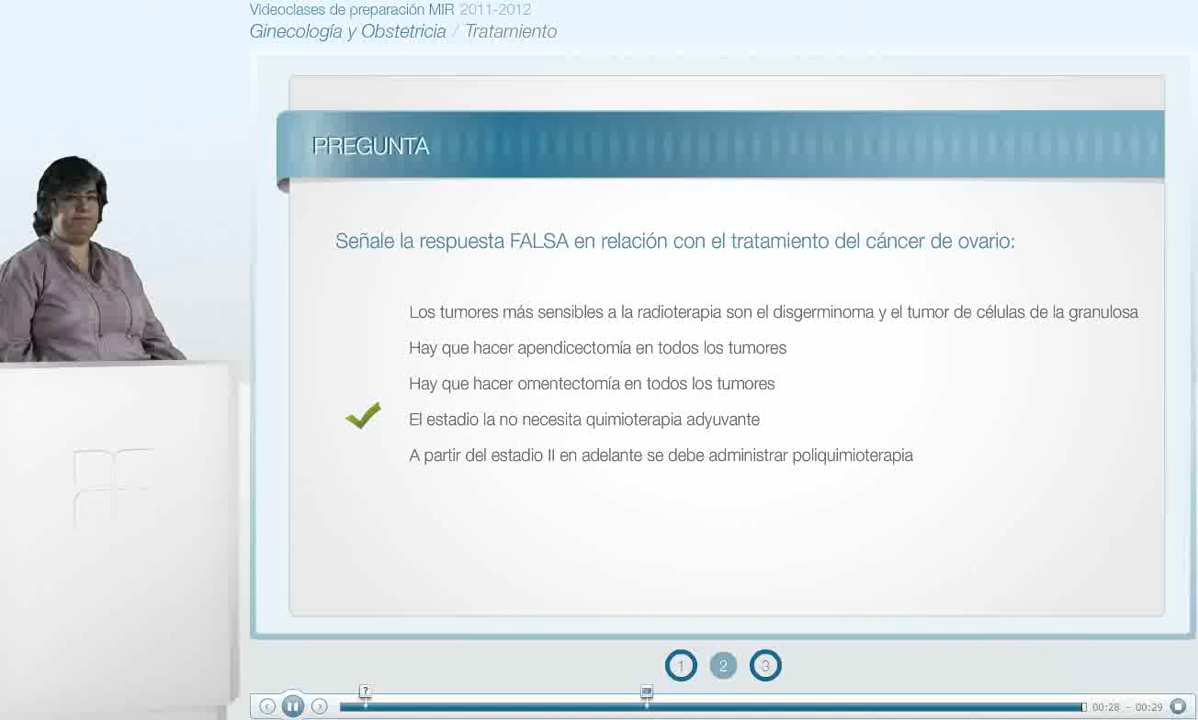 Videoclases de preparación MIR 2011-2012
Ginecología y Obstetricia / Tratamiento
PREGUNTA
Señale la respuesta FALSA en relación con el tratamiento del cáncer de ovario:
Los tumores más sensibles a la radioterapia son el disgerminoma y el tumor de células de la granulosa
Hay que hacer apendicectomía en todos los tumores
Hay que hacer omentectomía en todos los tumores
El estadio Ia no necesita quimioterapia adyuvante
A partir del estadio II en adelante se debe administrar poliquimioterapia
1 2 3
?
00:28 - 00:29